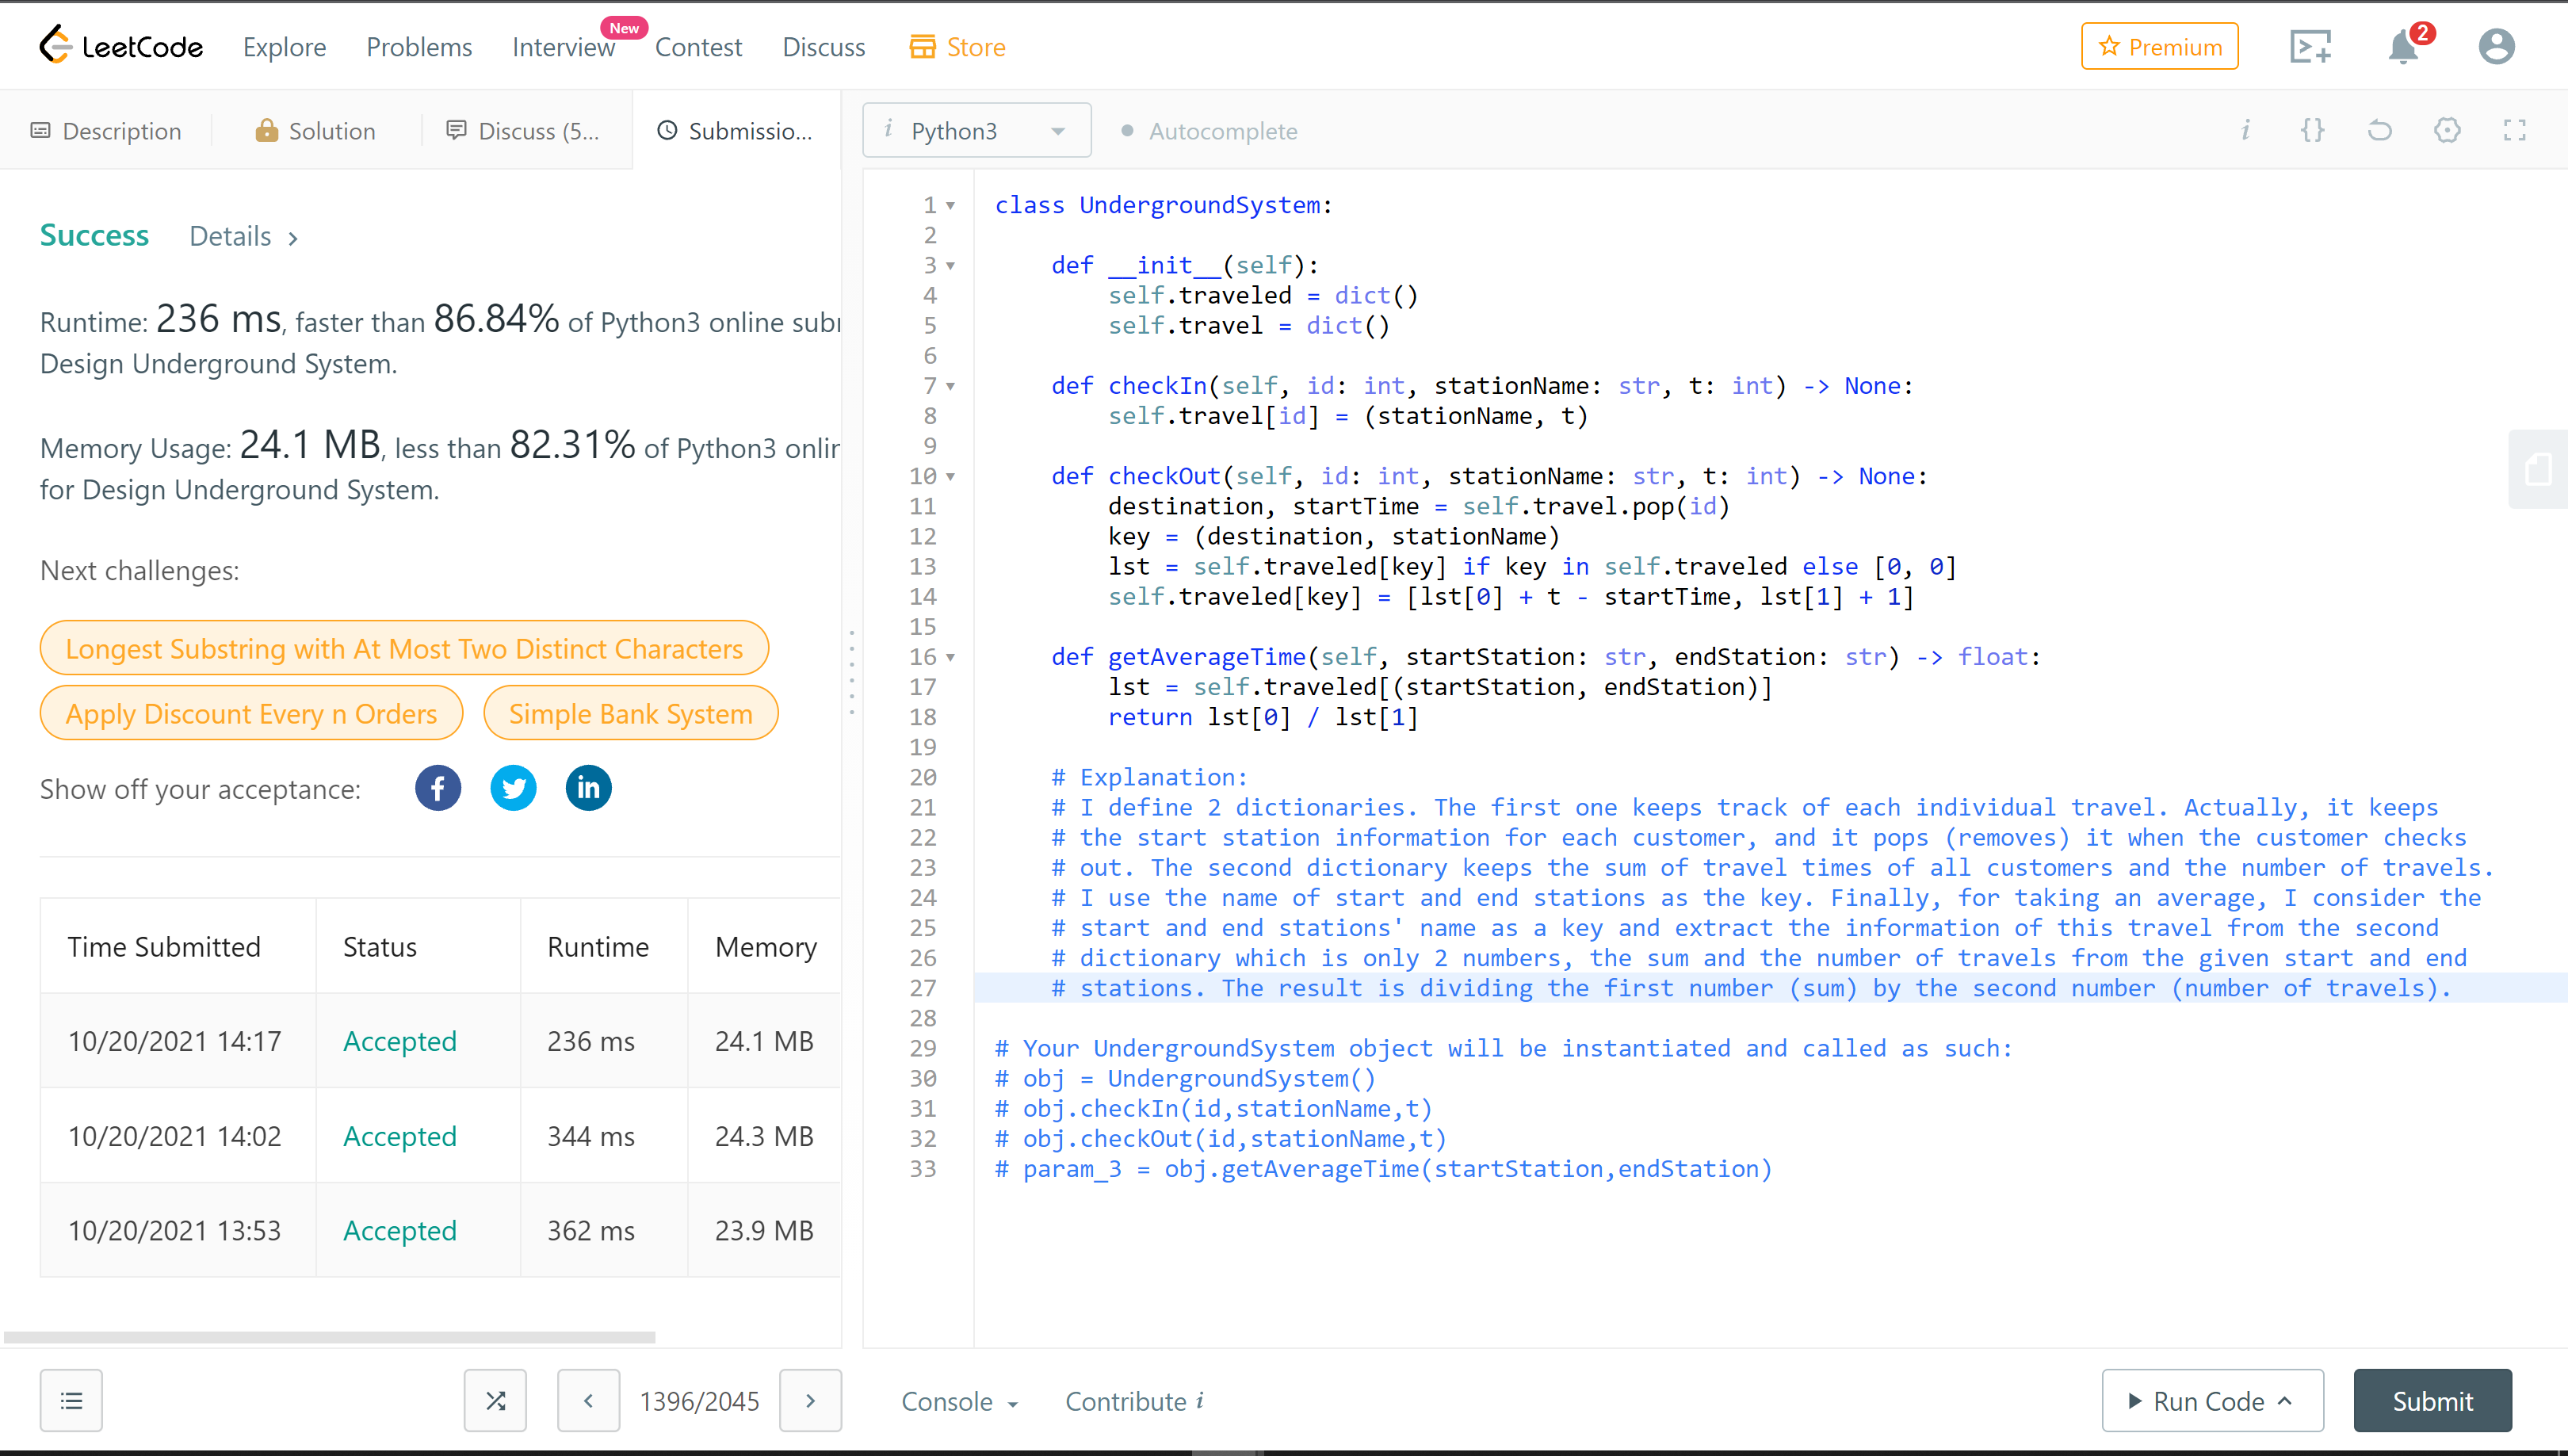 LeetCode Explore Problems Interview New Contest Discuss Store Premium 2
Description Solution Discuss (5... Submissio...
Success Details >
Runtime: 236 ms, faster than 86.84% of Python3 online
Design Underground System.
Memory Usage: 24.1 MB, less than 82.31% of Python3
for Design Underground System.
Next challenges:
Longest Substring with At Most Two Distinct Characters
Apply Discount Every n Orders Simple Bank System
Show off your acceptance:
Time Submitted Status Runtime Memory
10/20/2021 14:17 Accepted 236 ms 24.1 MB
10/20/2021 14:02 Accepted 344 ms 24.3 MB
10/20/2021 13:53 Accepted 362 ms 23.9 MB
1396/2045
i Python3 Autocomplete i {}
1 class UndergroundSystem:
2
3     def __init__(self):
4         self.traveled = dict()
5         self.travel = dict()
6
7     def checkIn(self, id: int, stationName: str, t: int) -> None:
8         self.travel[id] = (stationName, t)
9
10     def checkOut(self, id: int, stationName: str, t: int) -> None:
11         destination, startTime = self.travel.pop(id)
12         key = (destination, stationName)
13         lst = self.traveled[key] if key in self.traveled else [0, 0]
14         self.traveled[key] = [lst[0] + t - startTime, lst[1] + 1]
15
16     def getAverageTime(self, startStation: str, endStation: str) -> float:
17         lst = self.traveled[(startStation, endStation)]
18         return lst[0] / lst[1]
19
20     # Explanation:
21     # I define 2 dictionaries. The first one keeps track of each individual travel. Actually, it keeps
22     # the start station information for each customer, and it pops (removes) it when the customer checks
23     # out. The second dictionary keeps the sum of travel times of all customers and the number of travels.
24     # I use the name of start and end stations as the key. Finally, for taking an average, I consider the
25     # start and end stations' name as a key and extract the information of this travel from the second
26     # dictionary which is only 2 numbers, the sum and the number of travels from the given start and end
27     # stations. The result is dividing the first number (sum) by the second number (number of travels).
28
29 # Your UndergroundSystem object will be instantiated and called as such:
30 # obj = UndergroundSystem()
31 # obj.checkIn(id,stationName,t)
32 # obj.checkOut(id,stationName,t)
33 # param_3 = obj.getAverageTime(startStation,endStation)
Console Contribute i Run Code Submit